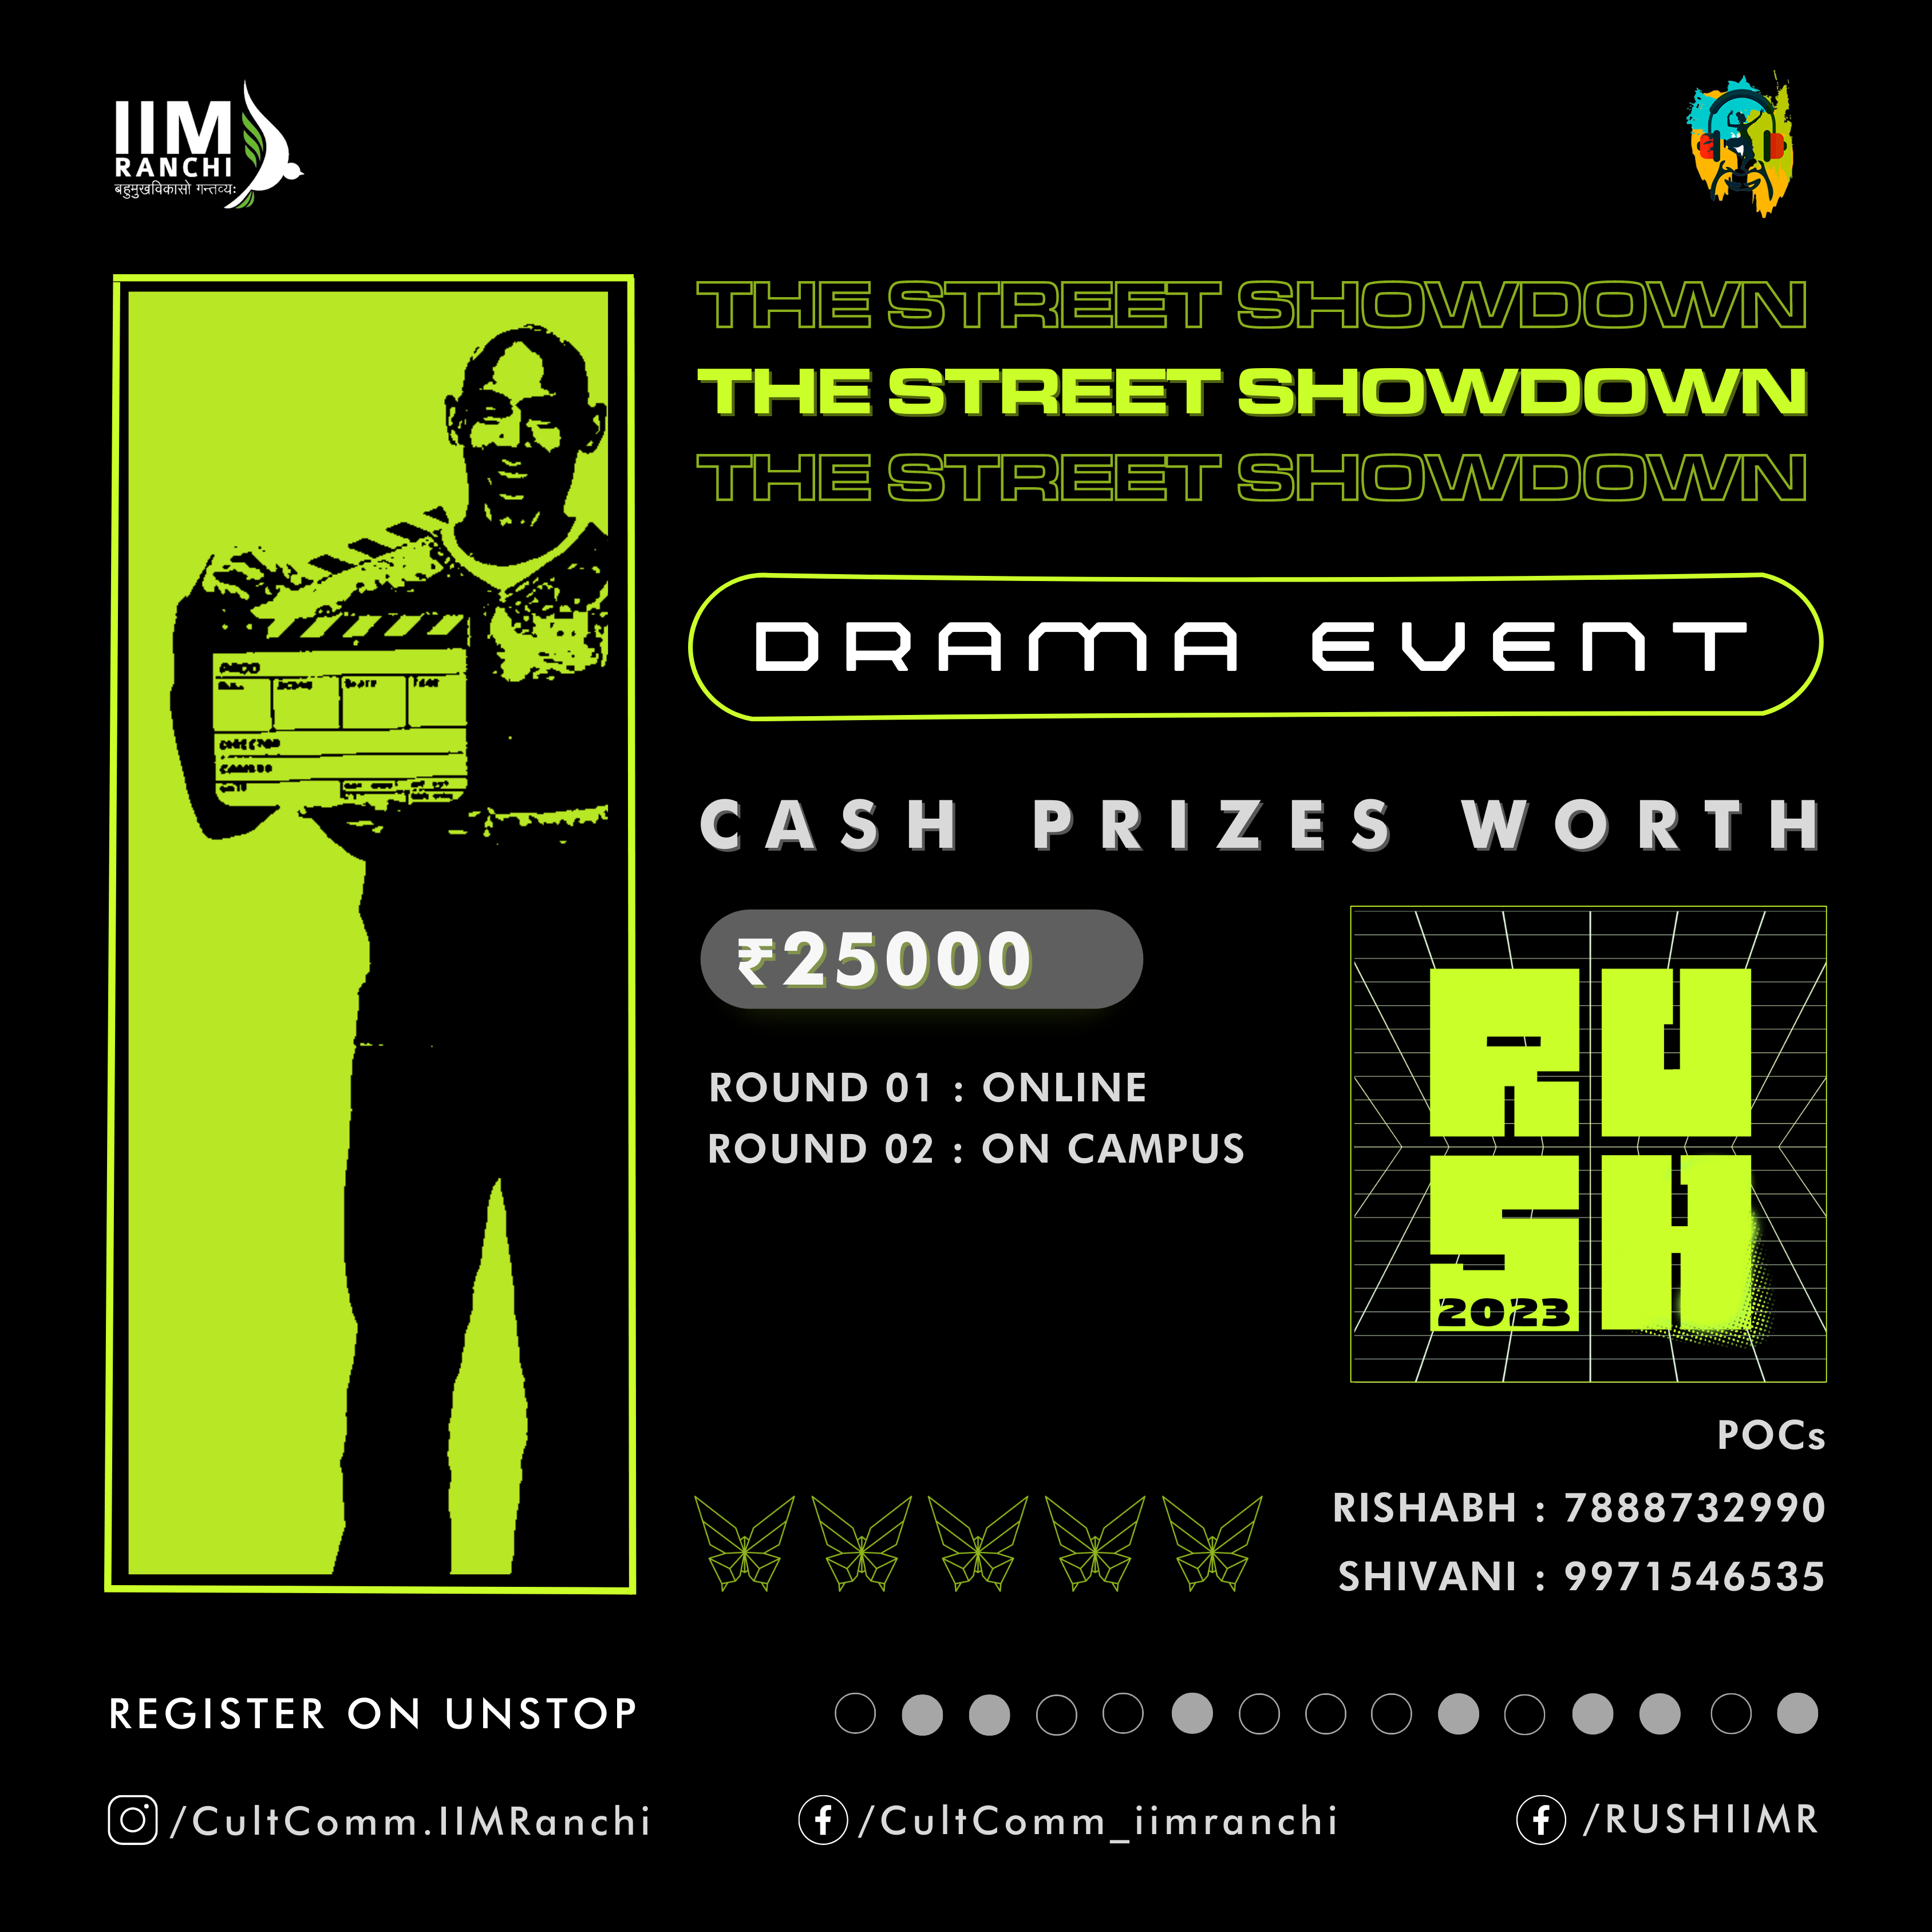 IIM
RANCHI
बहुमुखविकासो गन्तव्यः
THE STREET SHOWDOWN
THE STREET SHOWDOWN
THE STREET SHOWDOWN
DRAMA EVENT
CASH PRIZES WORTH
₹25000
ROUND 01 : ONLINE
ROUND 02 : ON CAMPUS
RU
SH
2023
POCs
RISHABH : 7888732990
SHIVANI : 9971546535
REGISTER ON UNSTOP
/CultComm.IIMRanchi
/CultComm_iimranchi
/RUSHIIMR